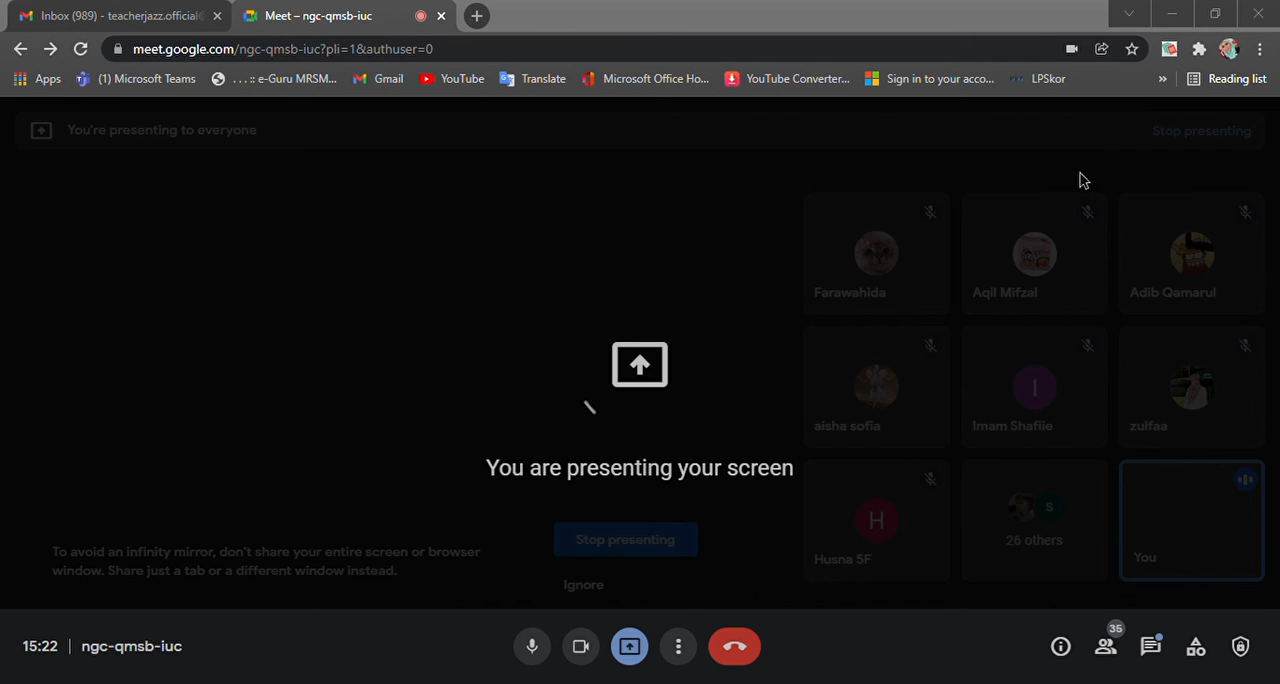 Inbox (989) - teacherjazz.official@
Meet – ngc-qmsb-iuc
meet.google.com/ngc-qmsb-iuc?pli=1&authuser=0
Apps
(1) Microsoft Teams
. . . :: e-Guru MRSM...
Gmail
YouTube
Translate
Microsoft Office Ho...
YouTube Converter...
Sign in to your acco...
LPSkor
»
Reading list
You're presenting to everyone
Stop presenting
Farawahida
Aqil Mifzal
Adib Qamarul
aisha sofia
I
Imam Shafiie
zulfaa
You are presenting your screen
H
Husna 5F
S
26 others
You
Stop presenting
To avoid an infinity mirror, don't share your entire screen or browser
window. Share just a tab or a different window instead.
Ignore
15:22 | ngc-qmsb-iuc
35